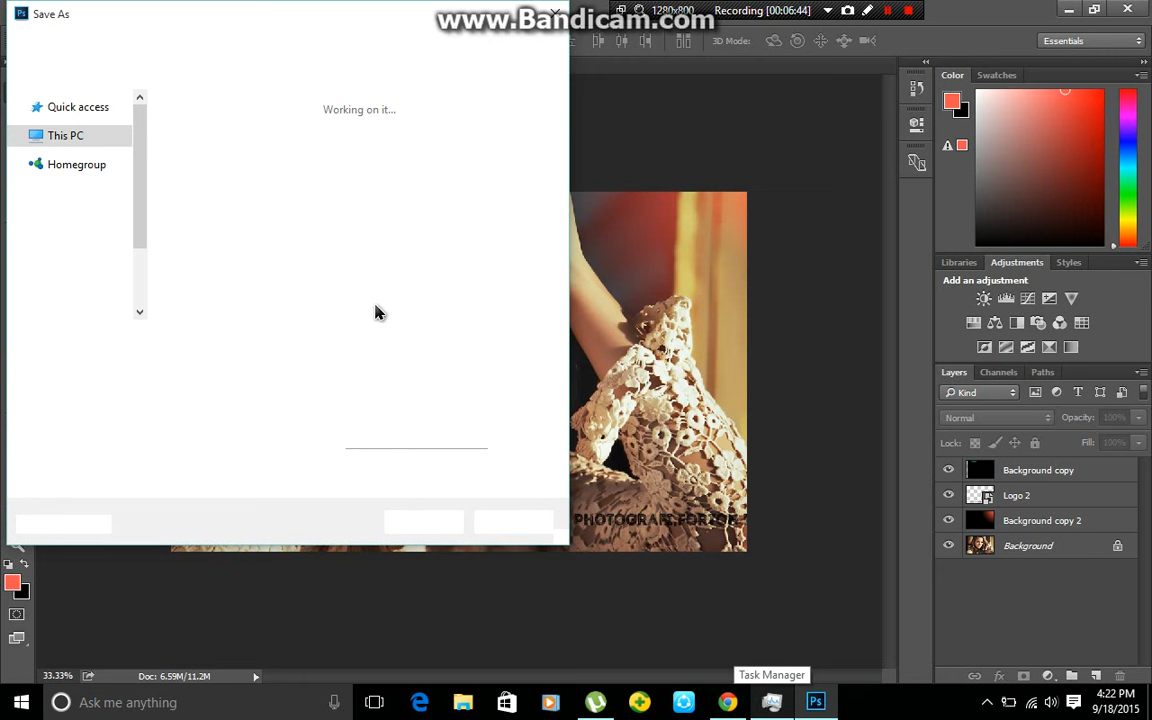 Save As
www.Bandicam.com
1280x800
Recording [00:06:44]
3D Mode:
Essentials
Quick access
This PC
Homegroup
Working on it...
Color
Swatches
Libraries
Adjustments
Styles
Add an adjustment
Layers
Channels
Paths
Kind
Normal
Opacity:
100%
Lock:
Fill:
100%
Background copy
Logo 2
Background copy 2
Background
33.33%
Doc: 6.59M/11.2M
Task Manager
Ask me anything
Ps
4:22 PM
9/18/2015